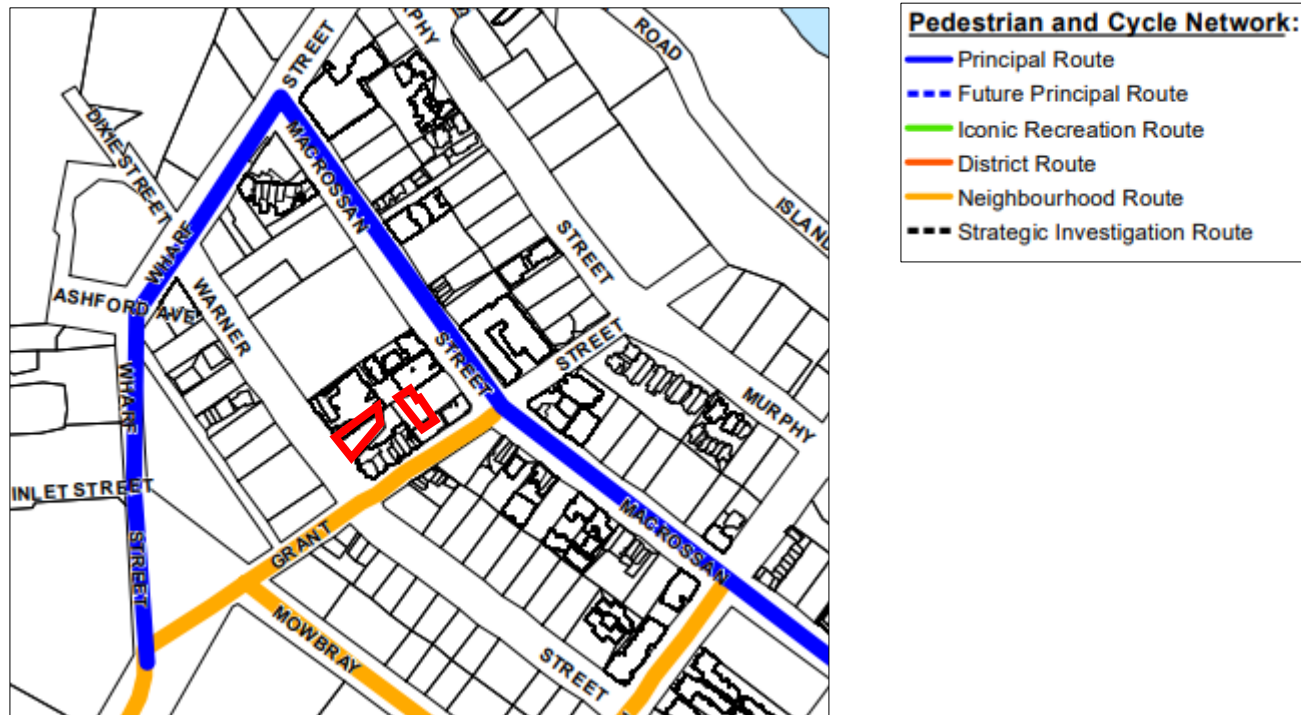 STREET
PHY
ROAD
ISLAND
DIXIE STREET
MACROSSAN
STREET
STREET
WHARF
ASHFORD AVE
WARNER
STREET
STREET
MURPHY
WHARF
INLET STREET
STREET
GRANT
MACROSSAN
MOWBRAY
STREET
Pedestrian and Cycle Network:
Principal Route
Future Principal Route
Iconic Recreation Route
District Route
Neighbourhood Route
Strategic Investigation Route